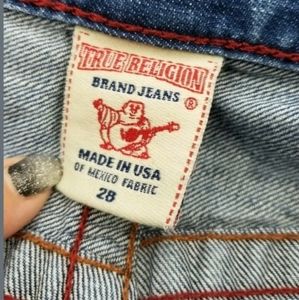 TRUE RELIGION
BRAND JEANS
®
MADE IN USA
OF MEXICO FABRIC
28